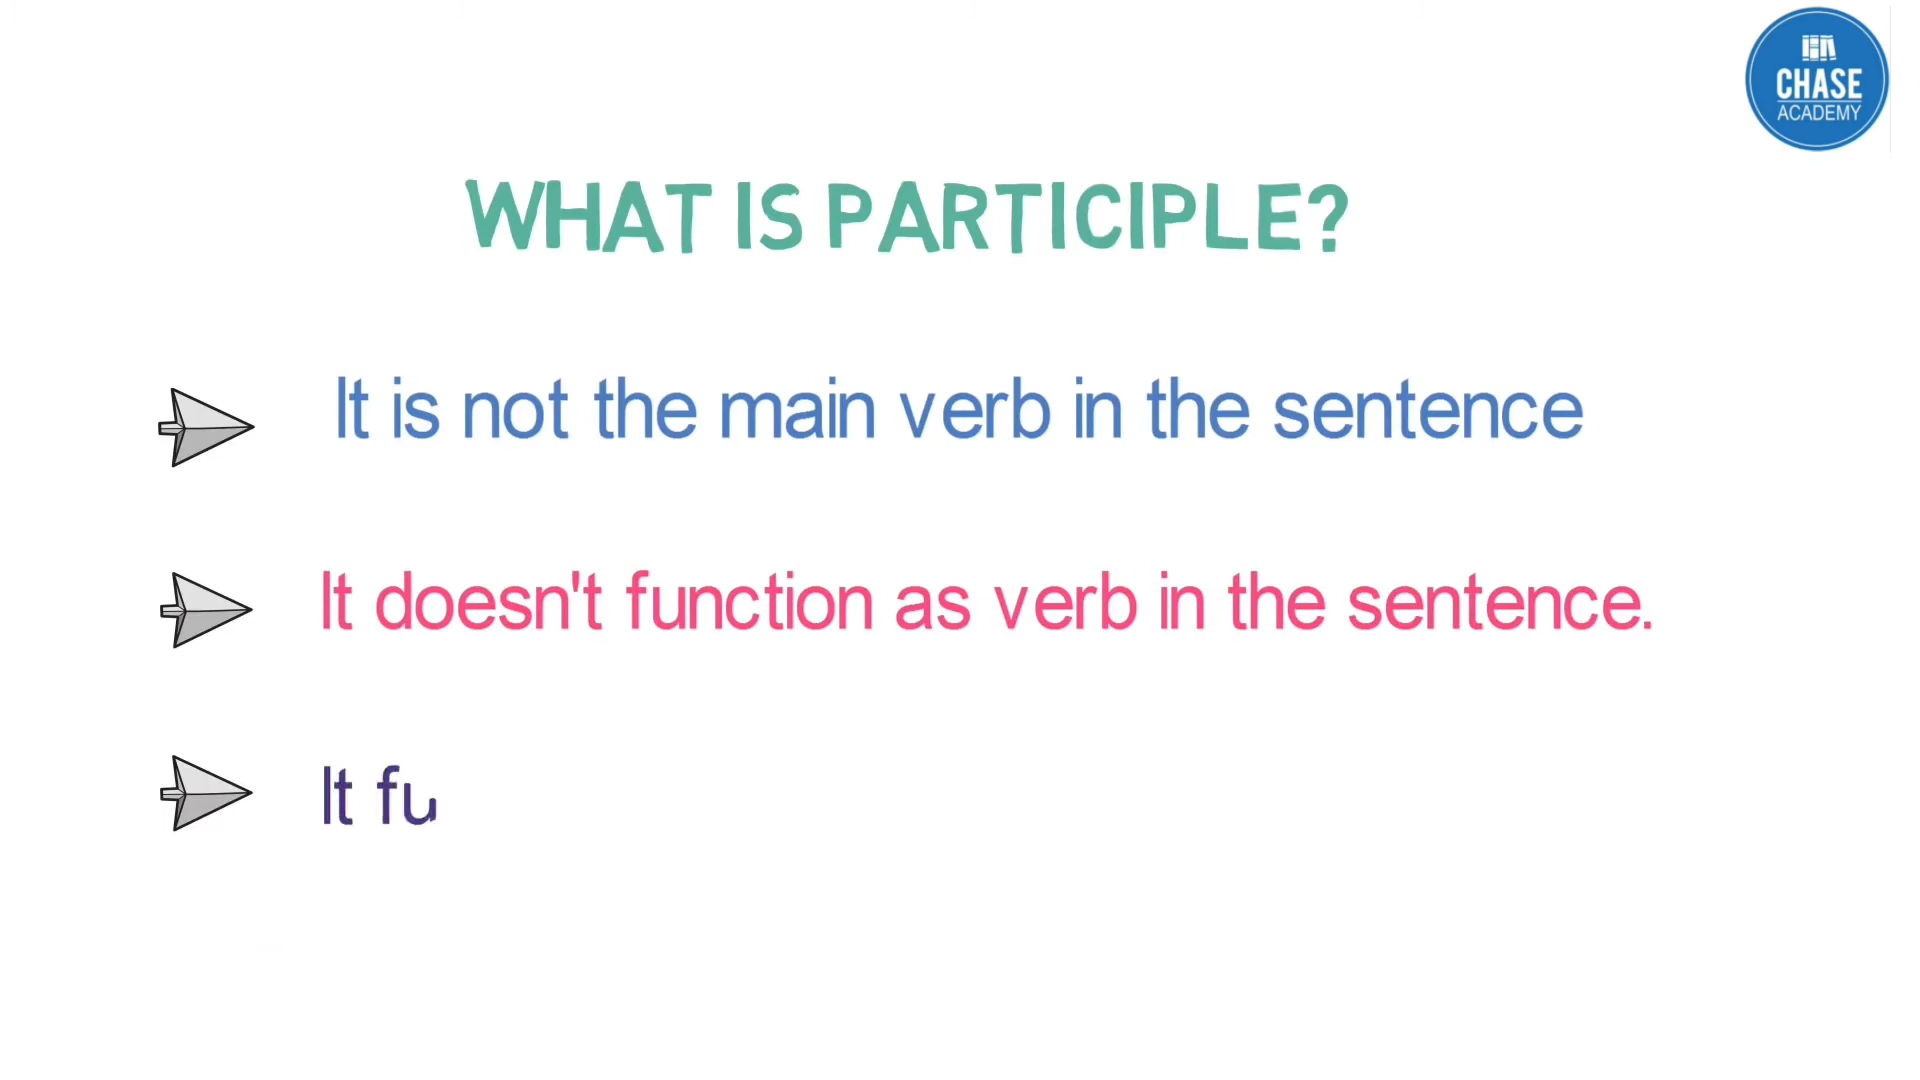 CHASE
ACADEMY
WHAT IS PARTICIPLE?
It is not the main verb in the sentence
It doesn't function as verb in the sentence.
It fu